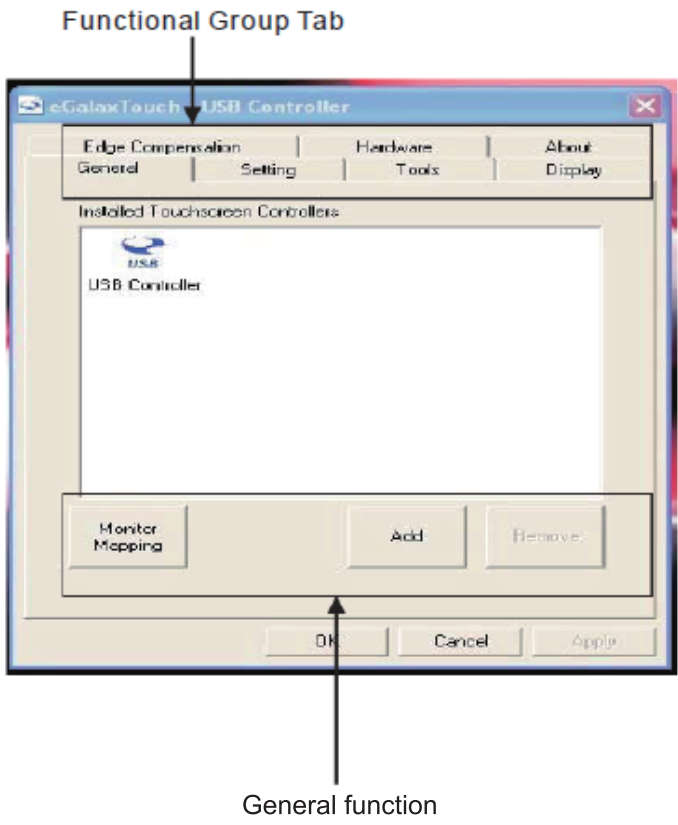 Functional Group Tab
eGalaxTouch : USB Controller
Edge Compensation Hardware About
General Setting Tools Display
Installed Touchscreen Controllers
USB
USB Controller
Monitor
Mapping
Add
Remove
OK Cancel Apply
General function